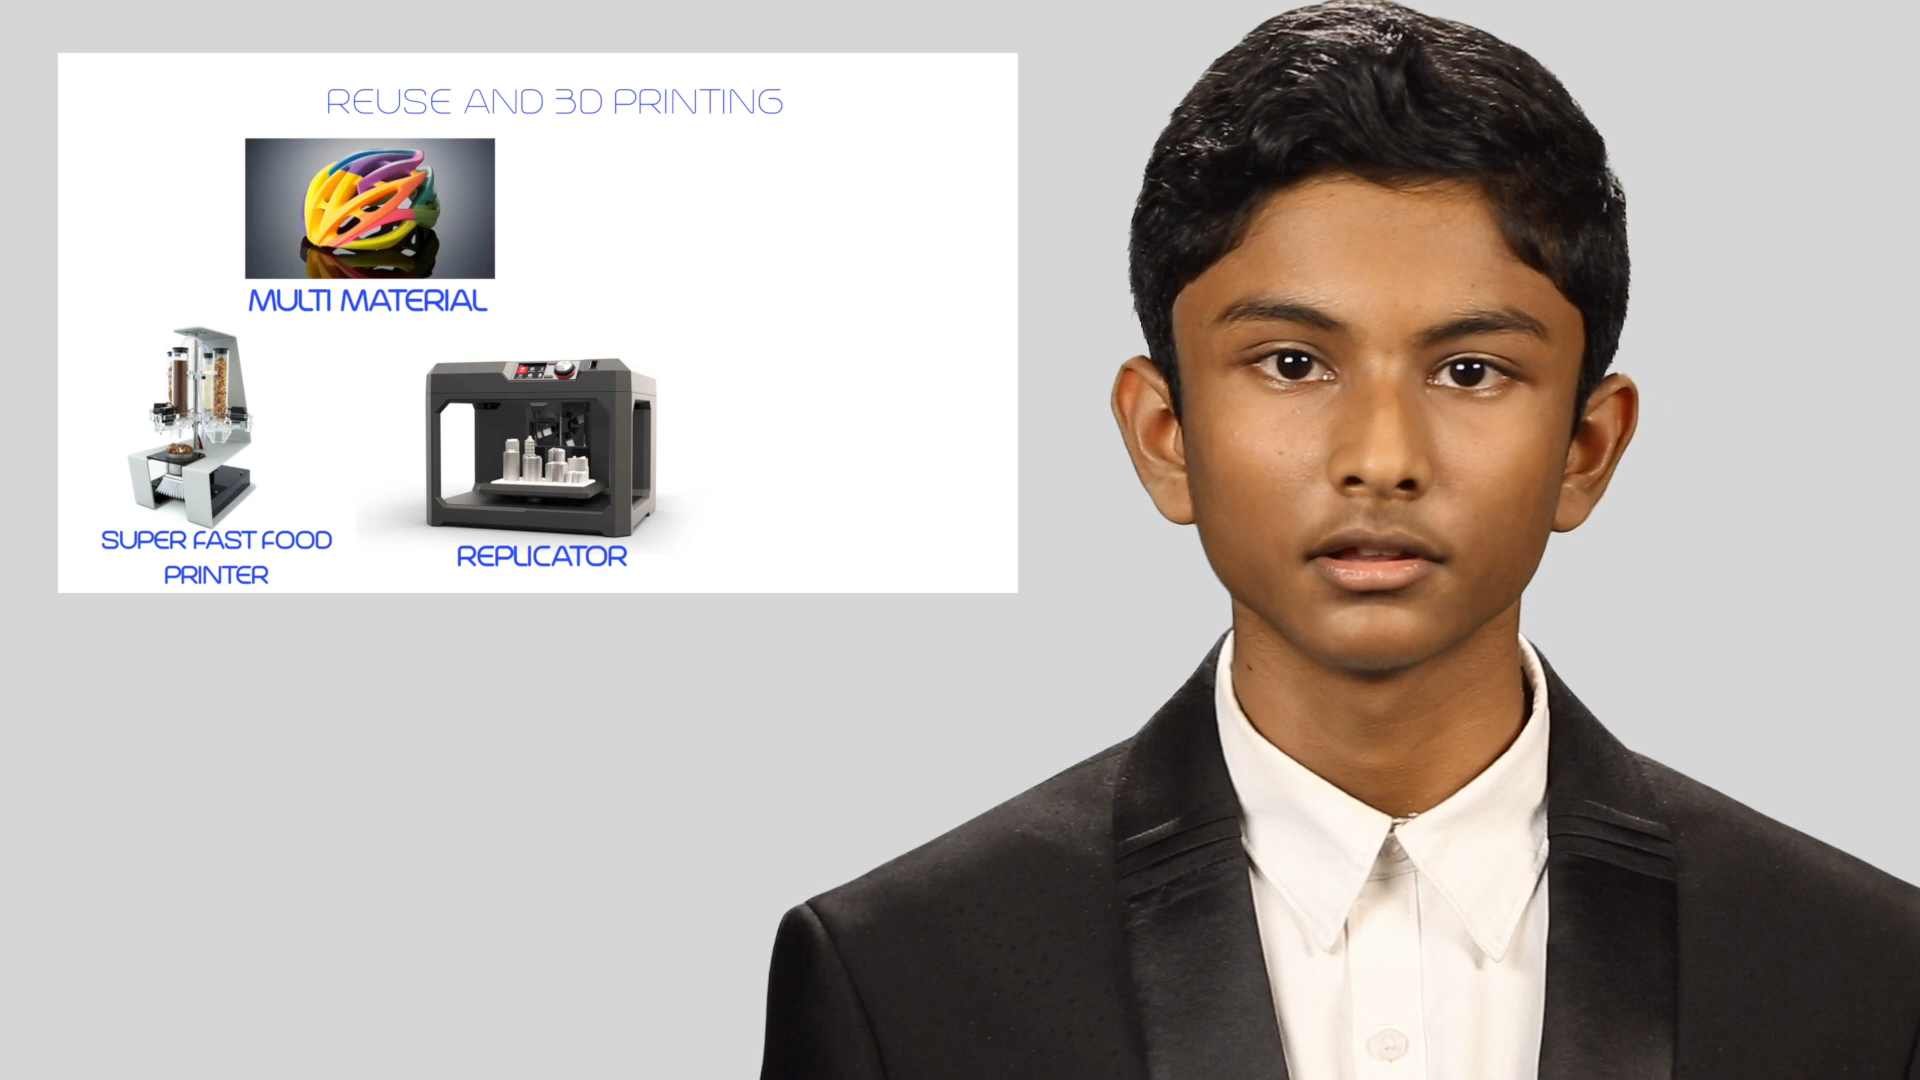 REUSE AND 3D PRINTING
MULTI MATERIAL
SUPER FAST FOOD
PRINTER
REPLICATOR